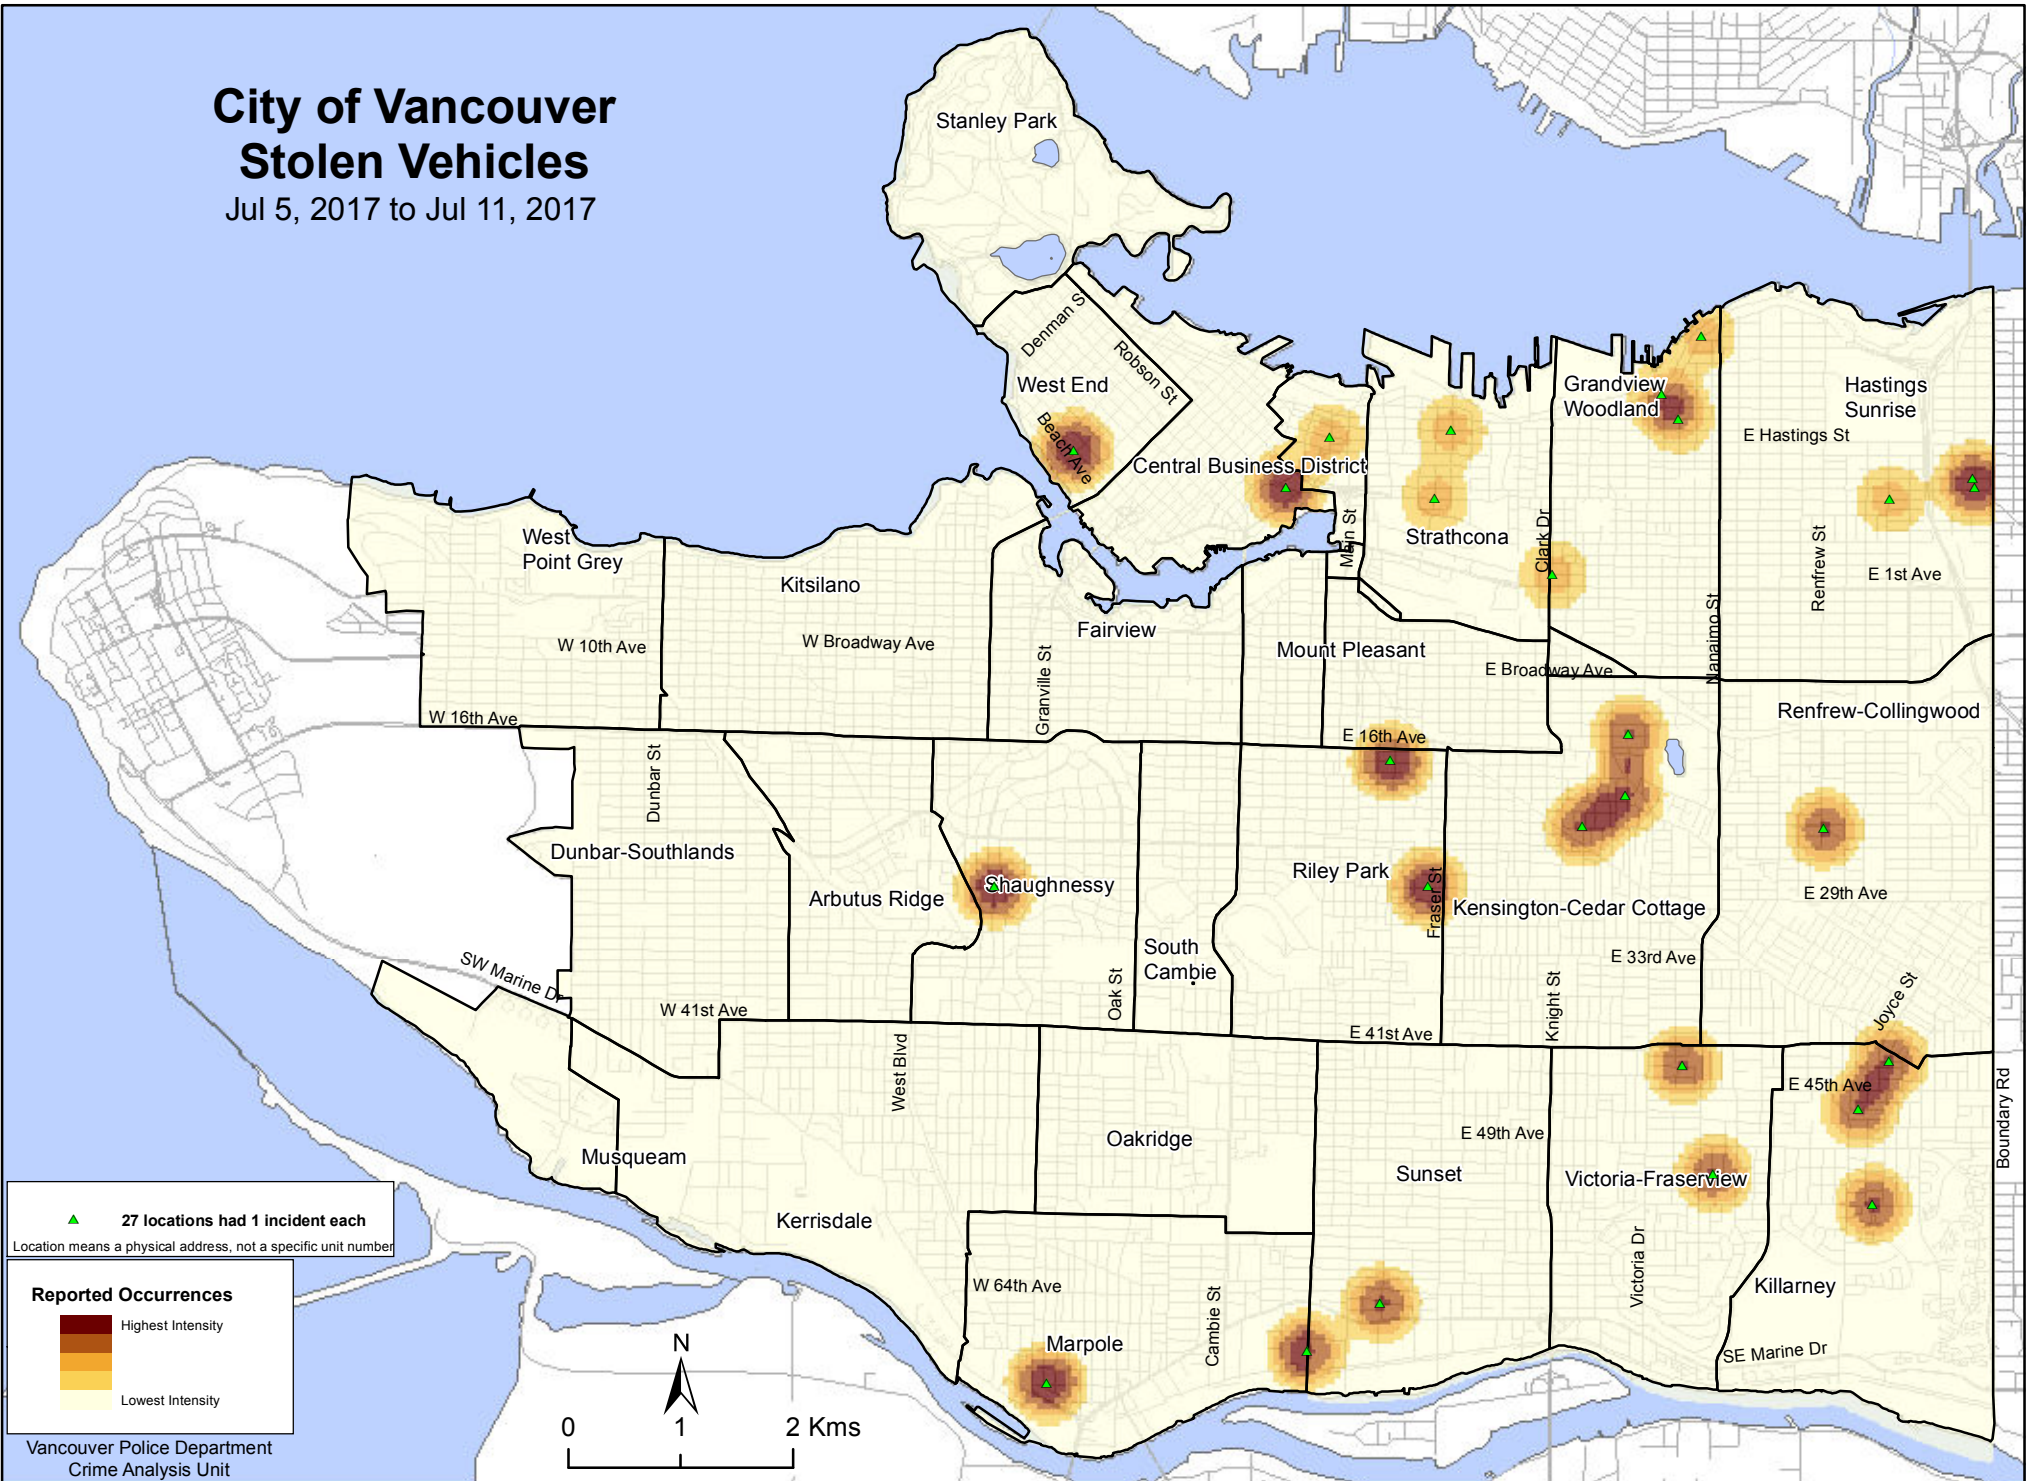 City of Vancouver
Stolen Vehicles
Jul 5, 2017 to Jul 11, 2017
Stanley Park
Denman S
Robson St
West End
Beach Ave
Central Business District
Grandview
Woodland
Hastings
Sunrise
E Hastings St
Main St
Strathcona
Clark Dr
Renfrew St
E 1st Ave
Nanaimo St
West
Point Grey
Kitsilano
Fairview
W 10th Ave
W Broadway Ave
Granville St
Mount Pleasant
E Broadway Ave
W 16th Ave
E 16th Ave
Renfrew-Collingwood
Dunbar St
Dunbar-Southlands
Arbutus Ridge
Shaughnessy
Riley Park
Fraser St
Kensington-Cedar Cottage
E 29th Ave
South
Cambie
Oak St
E 33rd Ave
Knight St
Joyce St
SW Marine Dr
W 41st Ave
E 41st Ave
West Blvd
E 45th Ave
Boundary Rd
Musqueam
Oakridge
E 49th Ave
Sunset
Victoria-Fraserview
Kerrisdale
Victoria Dr
W 64th Ave
Cambie St
Killarney
Marpole
SE Marine Dr
27 locations had 1 incident each
Location means a physical address, not a specific unit number
Reported Occurrences
Highest Intensity
Lowest Intensity
N
0 1 2 Kms
Vancouver Police Department
Crime Analysis Unit